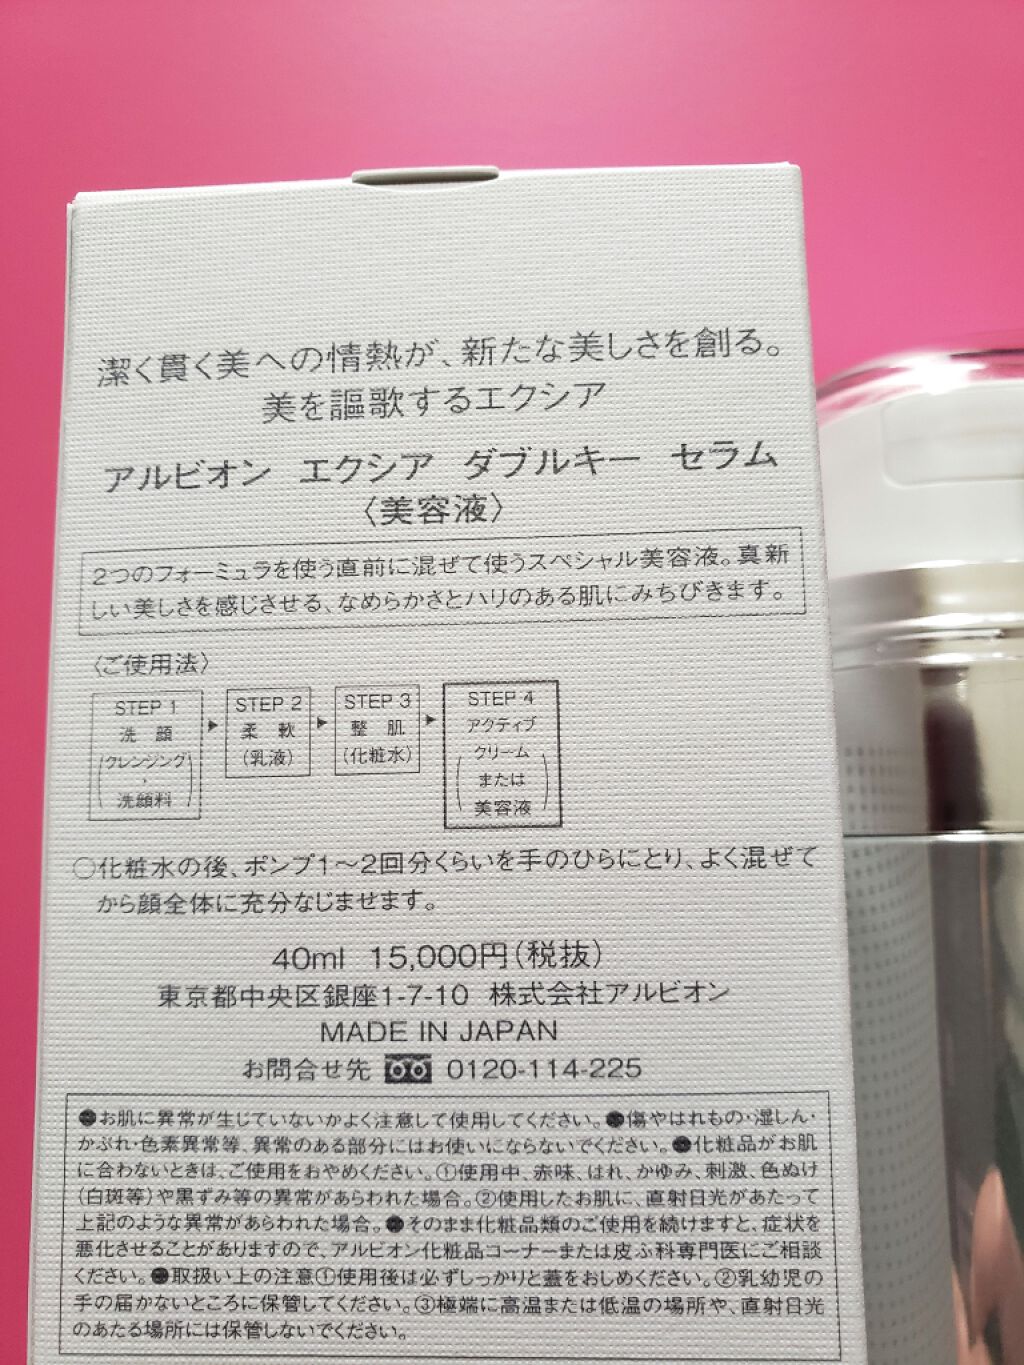 潔く貫く美への情熱が、新たな美しさを創る。
美を謳歌するエクシア
アルビオン エクシア ダブルキー セラム
〈美容液〉
2つのフォーミュラを使う直前に混ぜて使うスペシャル美容液。真新
しい美しさを感じさせる、なめらかさとハリのある肌にみちびきます。
〈ご使用法〉
STEP 1
洗顔
(クレンジング・
洗顔料)
STEP 2
柔軟
(乳液)
STEP 3
整肌
(化粧水)
STEP 4
アクティブ
(クリーム
または
美容液)
○化粧水の後、ポンプ1～2回分くらいを手のひらにとり、よく混ぜて
から顔全体に充分なじませます。
40ml 15,000円(税抜)
東京都中央区銀座1-7-10 株式会社アルビオン
MADE IN JAPAN
お問合せ先 0120-114-225
●お肌に異常が生じていないかよく注意して使用してください。●傷やはれもの・湿しん・
かぶれ・色素異常等、異常のある部分にはお使いにならないでください。●化粧品がお肌
に合わないときは、ご使用をおやめください。①使用中、赤味、はれ、かゆみ、刺激、色ぬけ
(白斑等)や黒ずみ等の異常があらわれた場合。②使用したお肌に、直射日光があたって
上記のような異常があらわれた場合。●そのまま化粧品類のご使用を続けますと、症状を
悪化させることがありますので、アルビオン化粧品コーナーまたは皮ふ科専門医にご相談
ください。●取扱い上の注意①使用後は必ずしっかりと蓋をおしめください。②乳幼児の
手の届かないところに保管してください。③極端に高温または低温の場所や、直射日光
のあたる場所には保管しないでください。